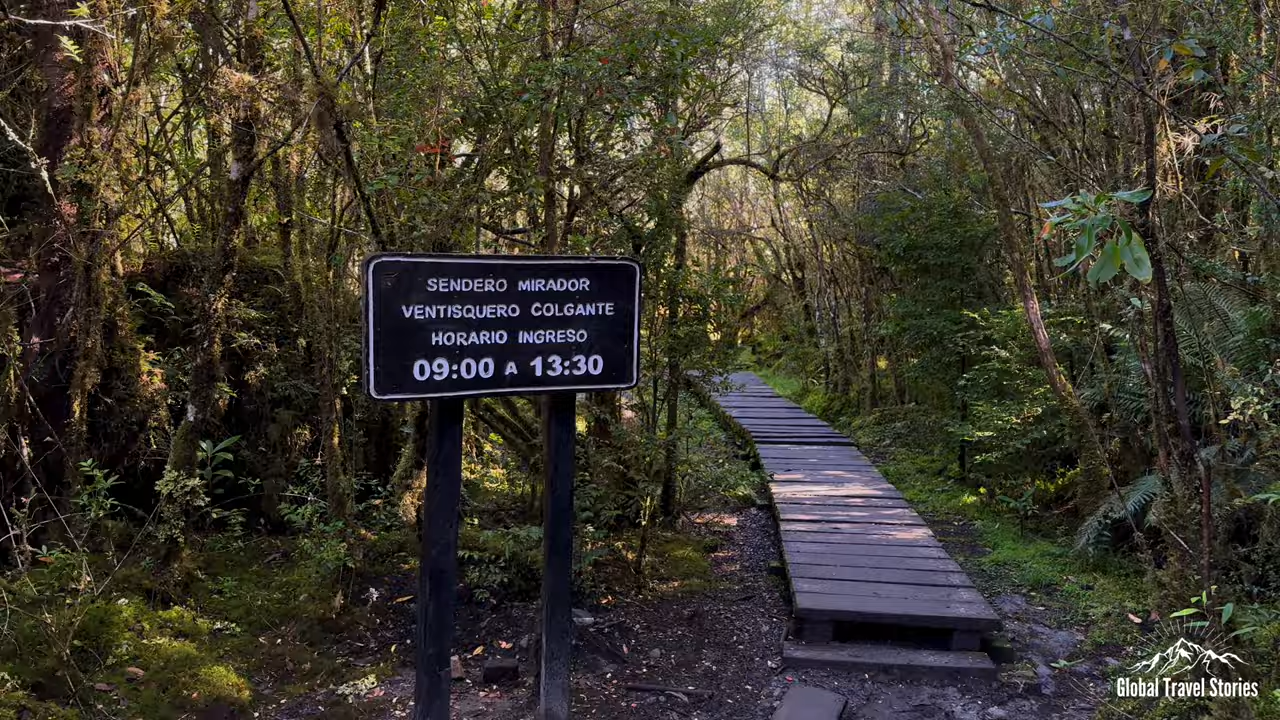 SENDERO MIRADOR
VENTISQUERO COLGANTE
HORARIO INGRESO
09:00 A 13:30
Global Travel Stories